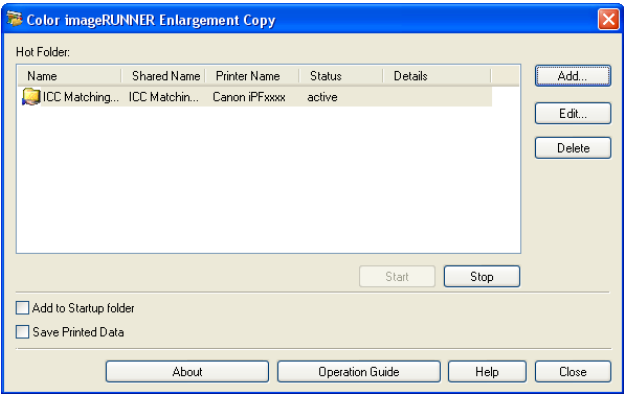 Color imageRUNNER Enlargement Copy
Hot Folder:
Name Shared Name Printer Name Status Details
ICC Matching... ICC Matchin... Canon iPFxxxx active
Add...
Edit...
Delete
Start Stop
Add to Startup folder
Save Printed Data
About Operation Guide Help Close